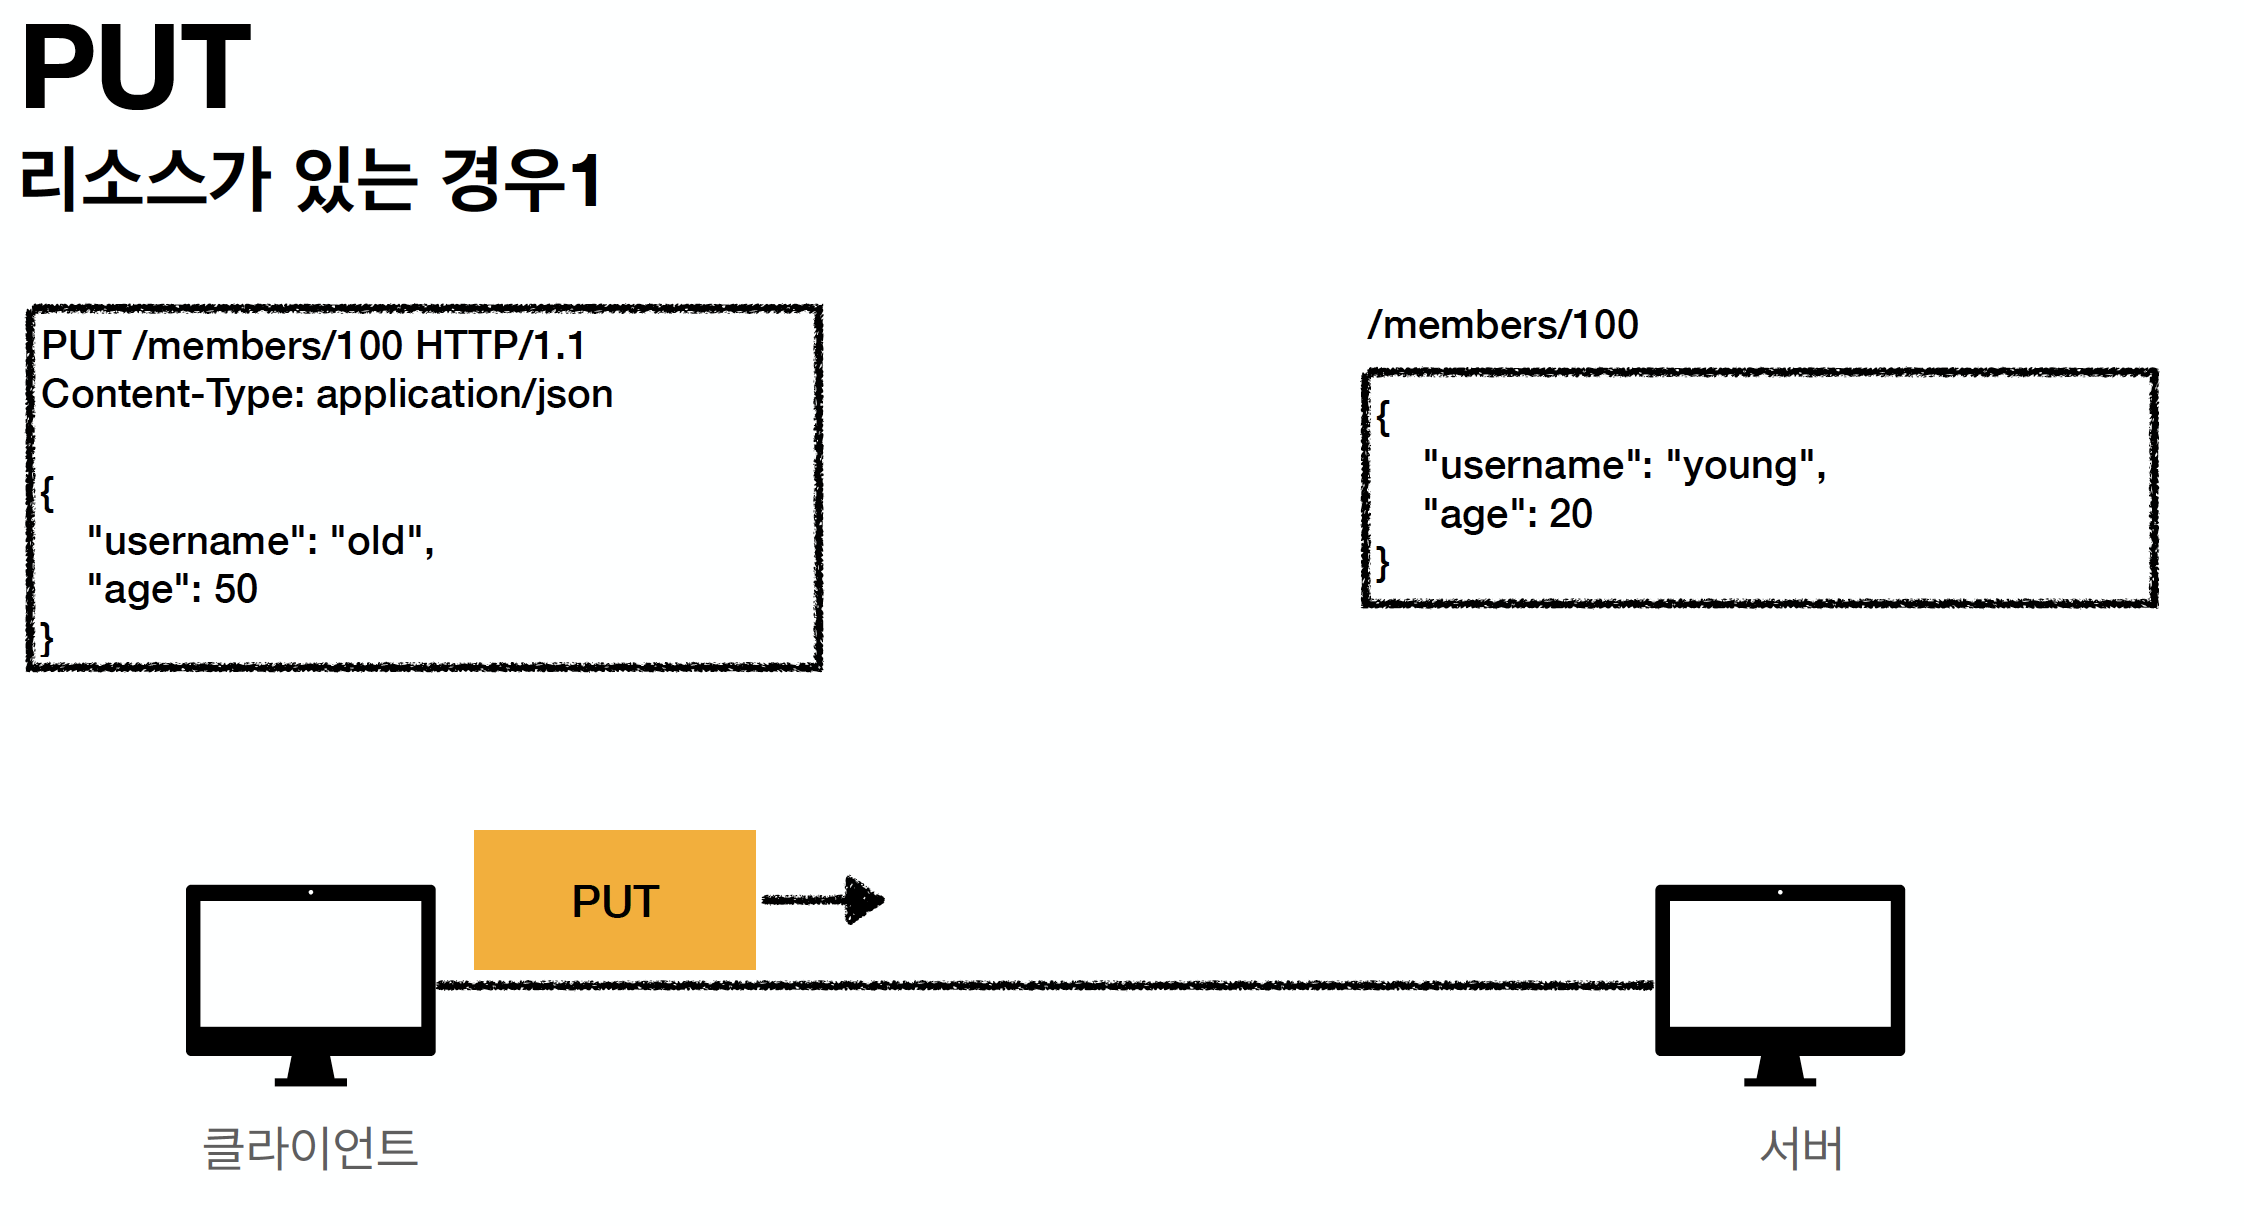 PUT
리소스가 있는 경우1
PUT /members/100 HTTP/1.1
Content-Type: application/json
{
"username": "old",
"age": 50
}
/members/100
{
"username": "young",
"age": 20
}
PUT
클라이언트
서버